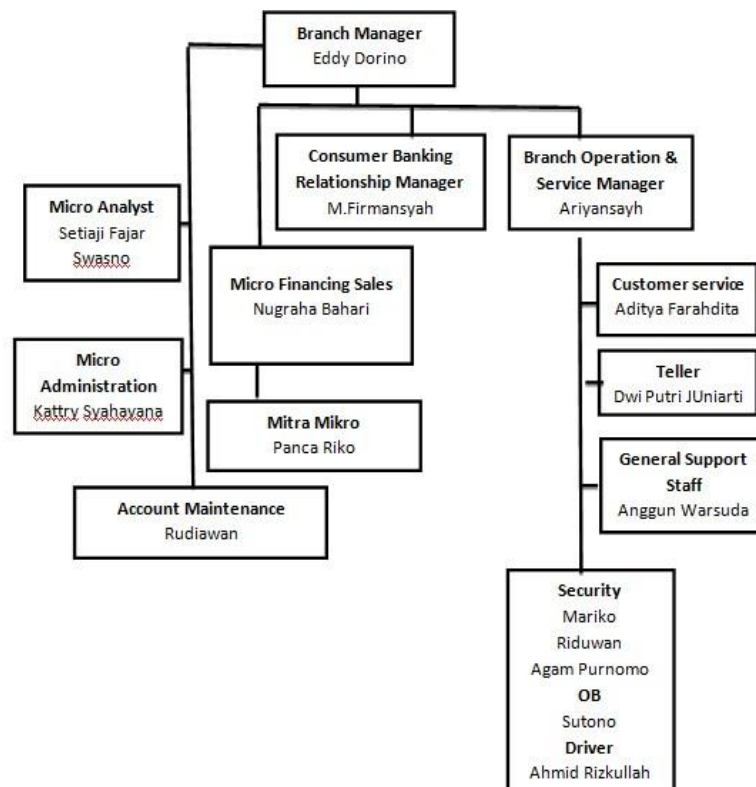 Branch Manager
Eddy Dorino
Consumer Banking
Relationship Manager
M.Firmansyah
Branch Operation &
Service Manager
Ariyansayh
Micro Analyst
Setiaji Fajar
Swasno
Micro Financing Sales
Nugraha Bahari
Customer service
Aditya Farahdita
Micro
Administration
Kattry Syahayana
Teller
Dwi Putri JUniarti
Mitra Mikro
Panca Riko
General Support
Staff
Anggun Warsuda
Account Maintenance
Rudiawan
Security
Mariko
Riduwan
Agam Purnomo
OB
Sutono
Driver
Ahmid Rizkullah